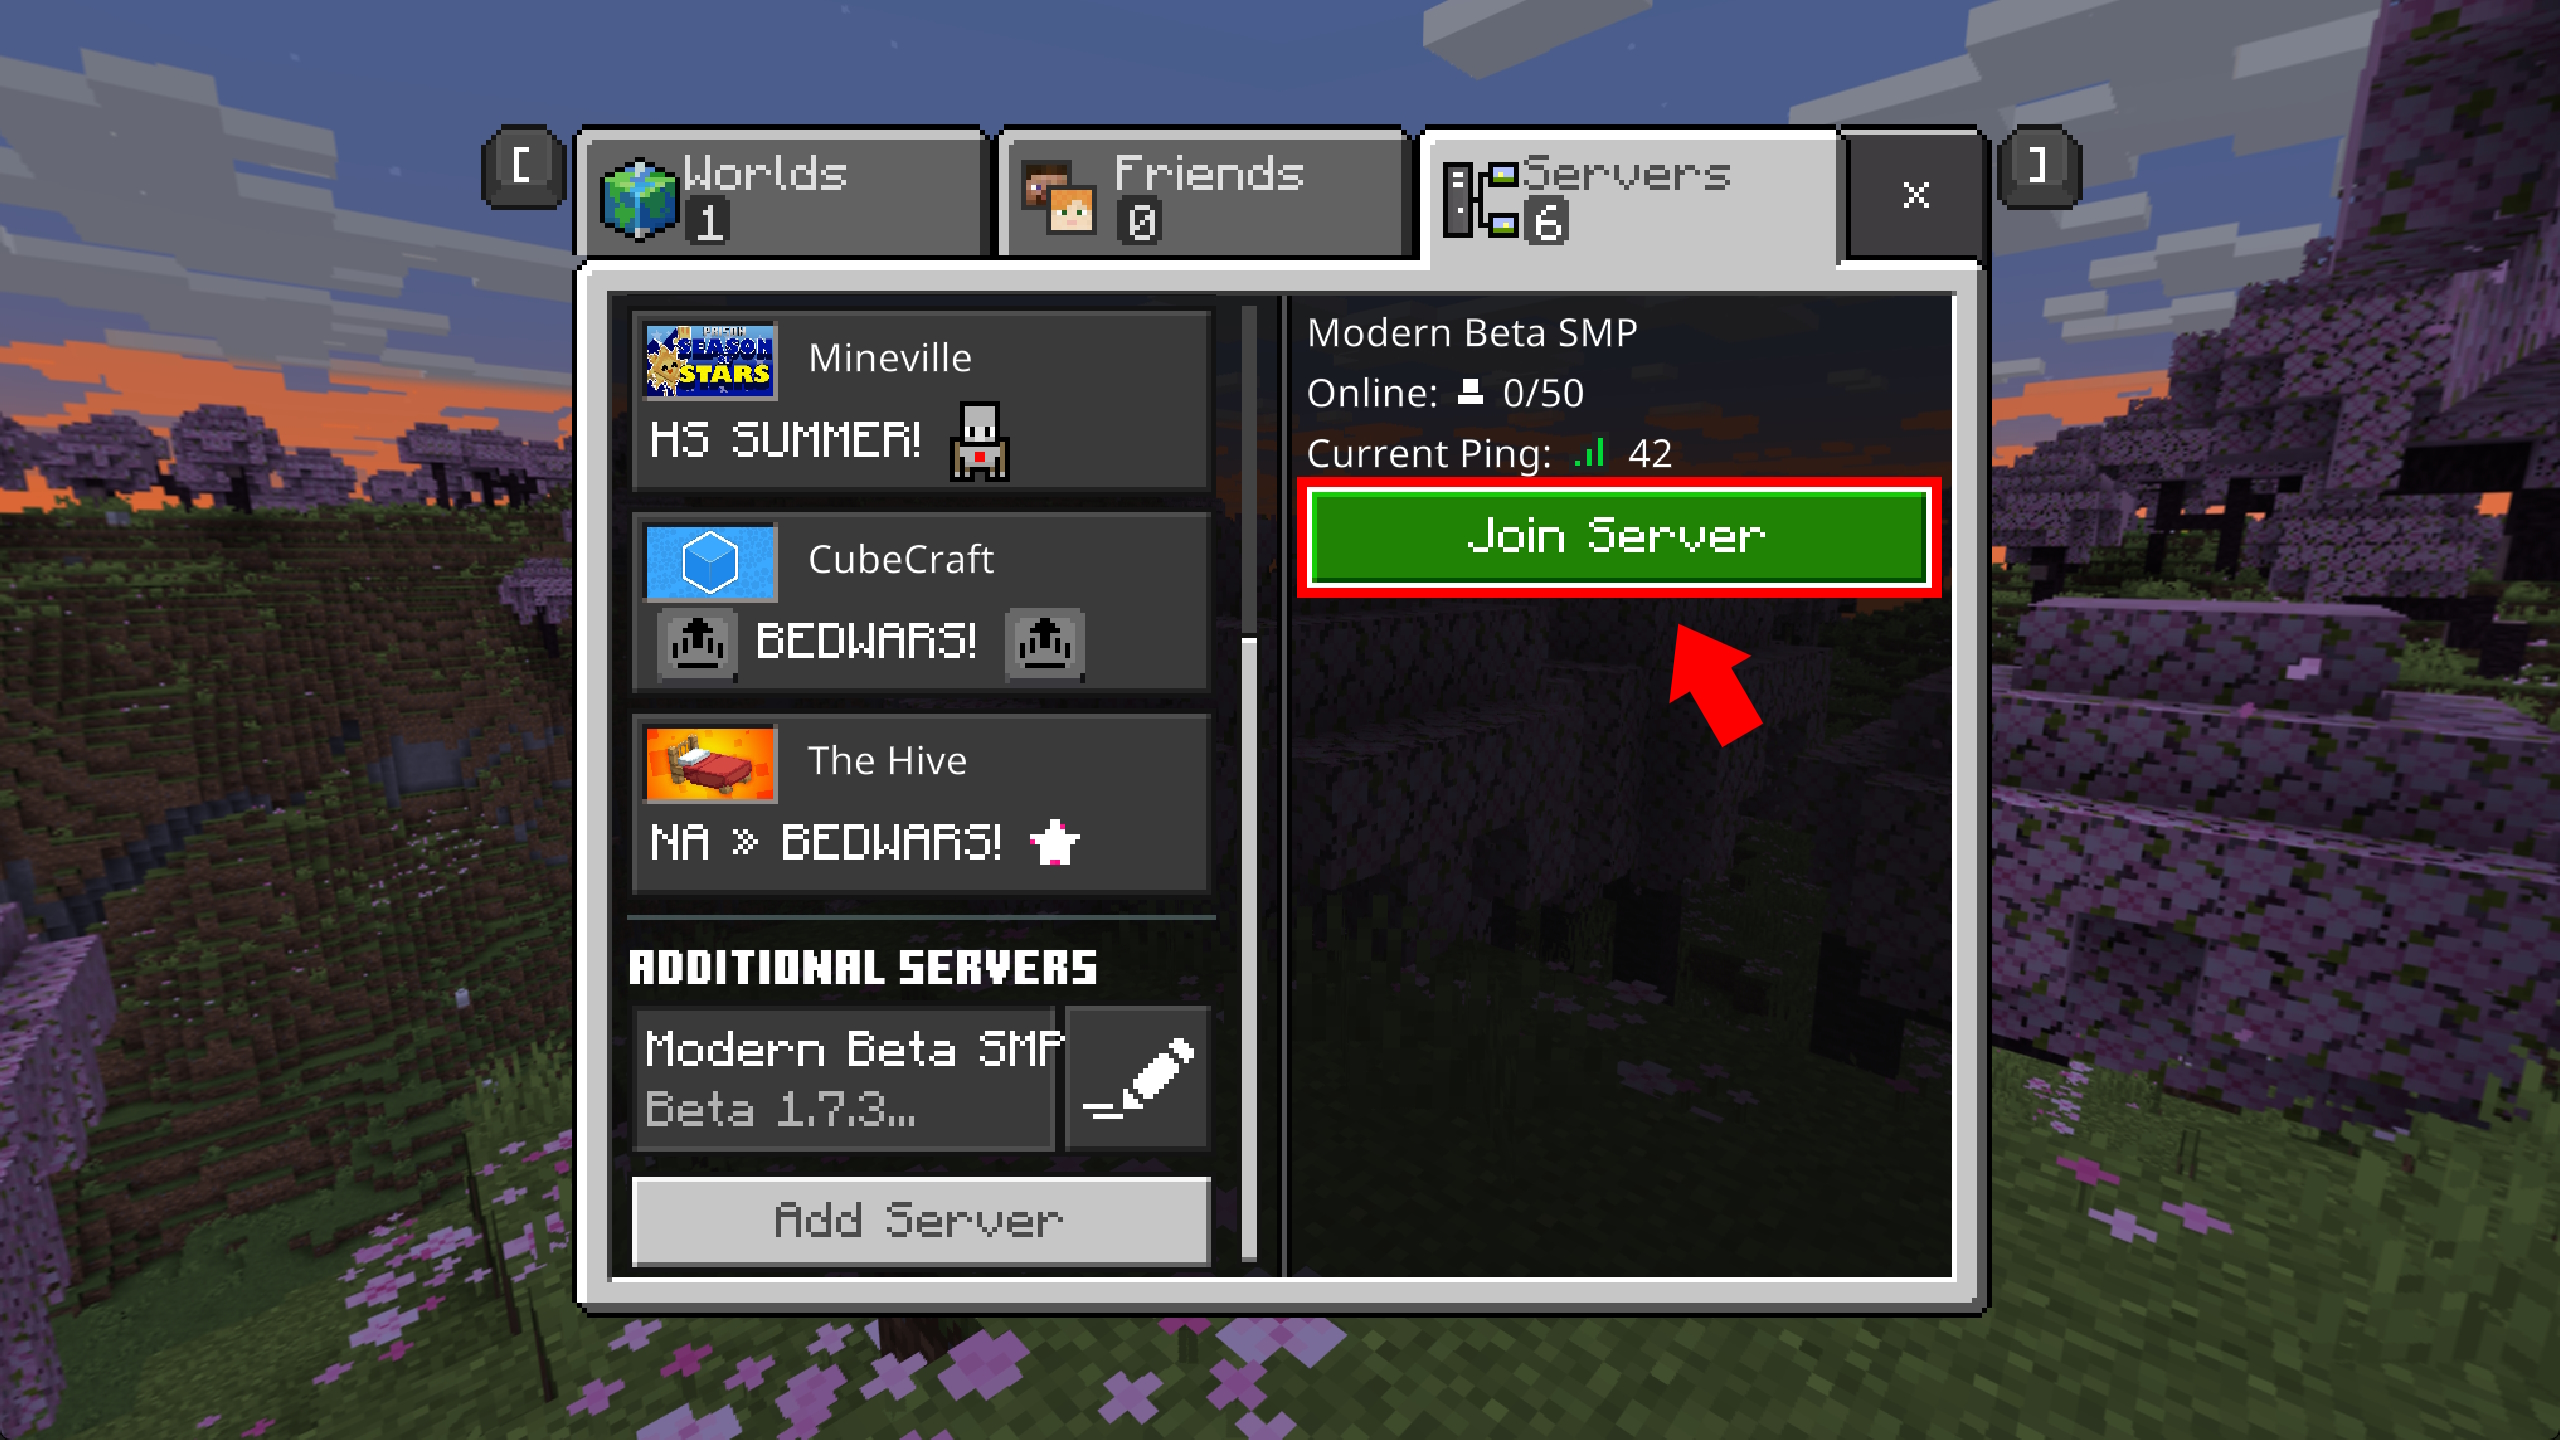 [
Worlds
1
Friends
0
Servers
6
x
]
SEASON
STARS
Mineville
HS SUMMER!
CubeCraft
BEDWARS!
The Hive
NA » BEDWARS!
ADDITIONAL SERVERS
Modern Beta SMP
Beta 1.7.3...
Add Server
Modern Beta SMP
Online: 0/50
Current Ping: 42
Join Server